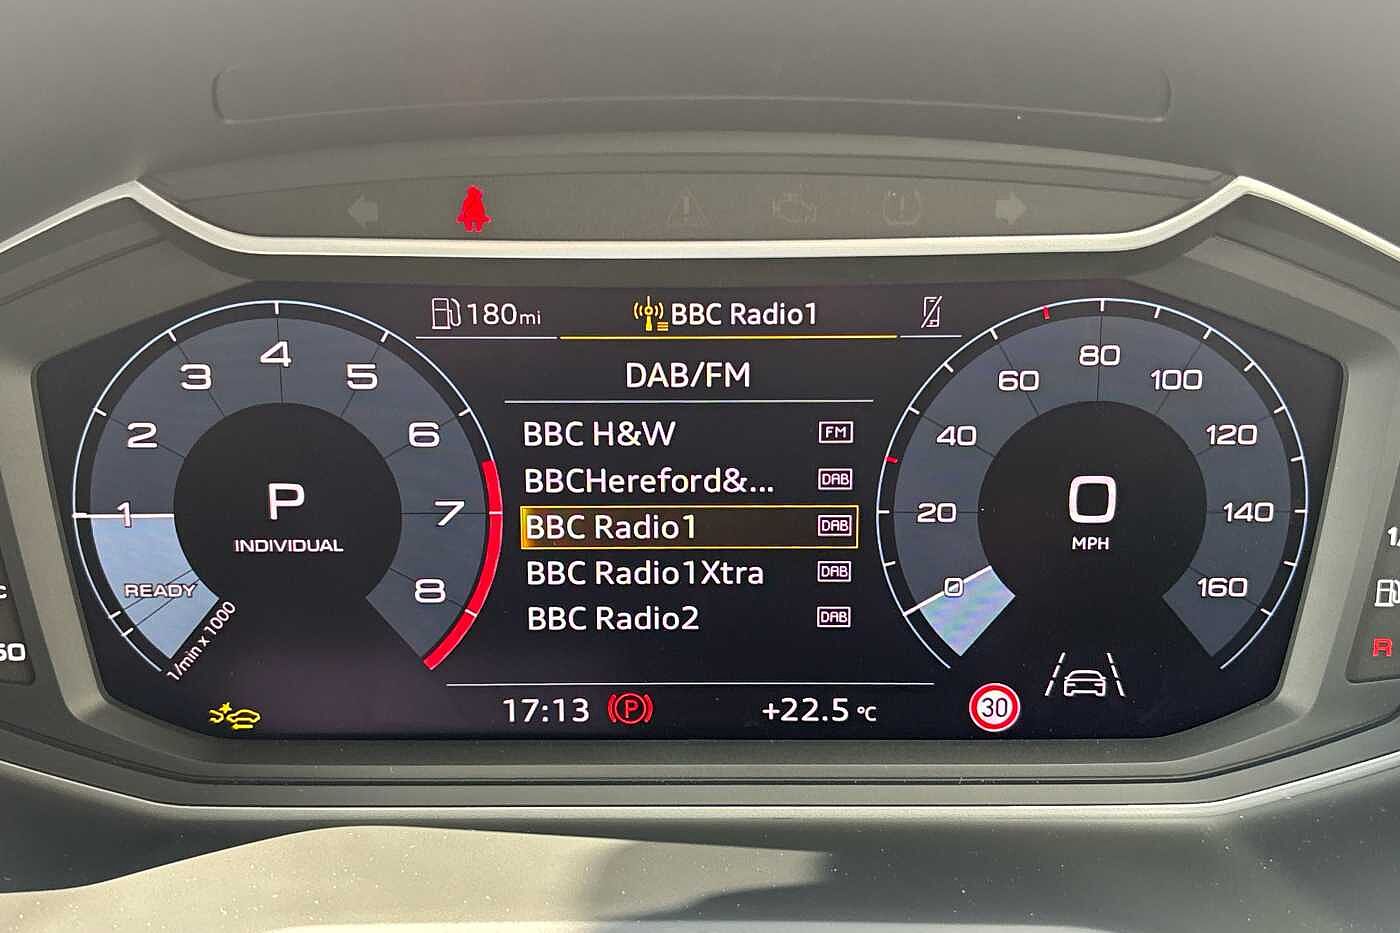 180mi
BBC Radio1
DAB/FM
BBC H&W FM
BBCHereford&... DAB
BBC Radio1 DAB
BBC Radio1Xtra DAB
BBC Radio2 DAB
1
2
3
4
5
6
7
8
P
INDIVIDUAL
READY
1/min x 1000
0
20
40
60
80
100
120
140
160
0
MPH
17:13
P
+22.5 °C
30
R